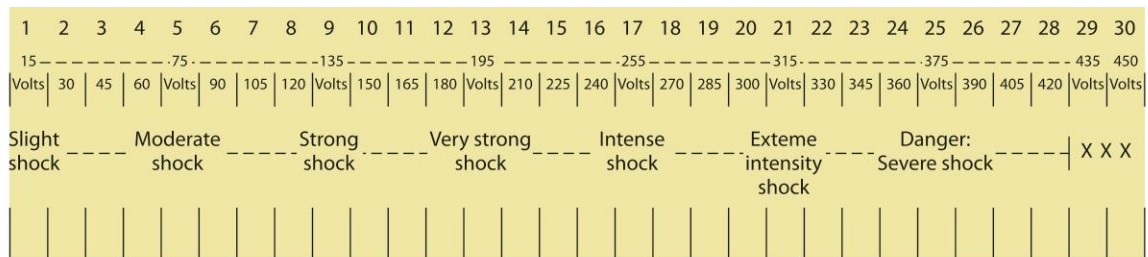 1 2 3 4 5 6 7 8 9 10 11 12 13 14 15 16 17 18 19 20 21 22 23 24 25 26 27 28 29 30
15 75 135 195 255 315 375 435 450
Volts 30 45 60 Volts 90 105 120 Volts 150 165 180 Volts 210 225 240 Volts 270 285 300 Volts 330 345 360 Volts 390 405 420 Volts Volts
Slight Moderate Strong Very strong Intense Exteme Danger: X X X
shock shock shock shock shock intensity Severe shock
shock